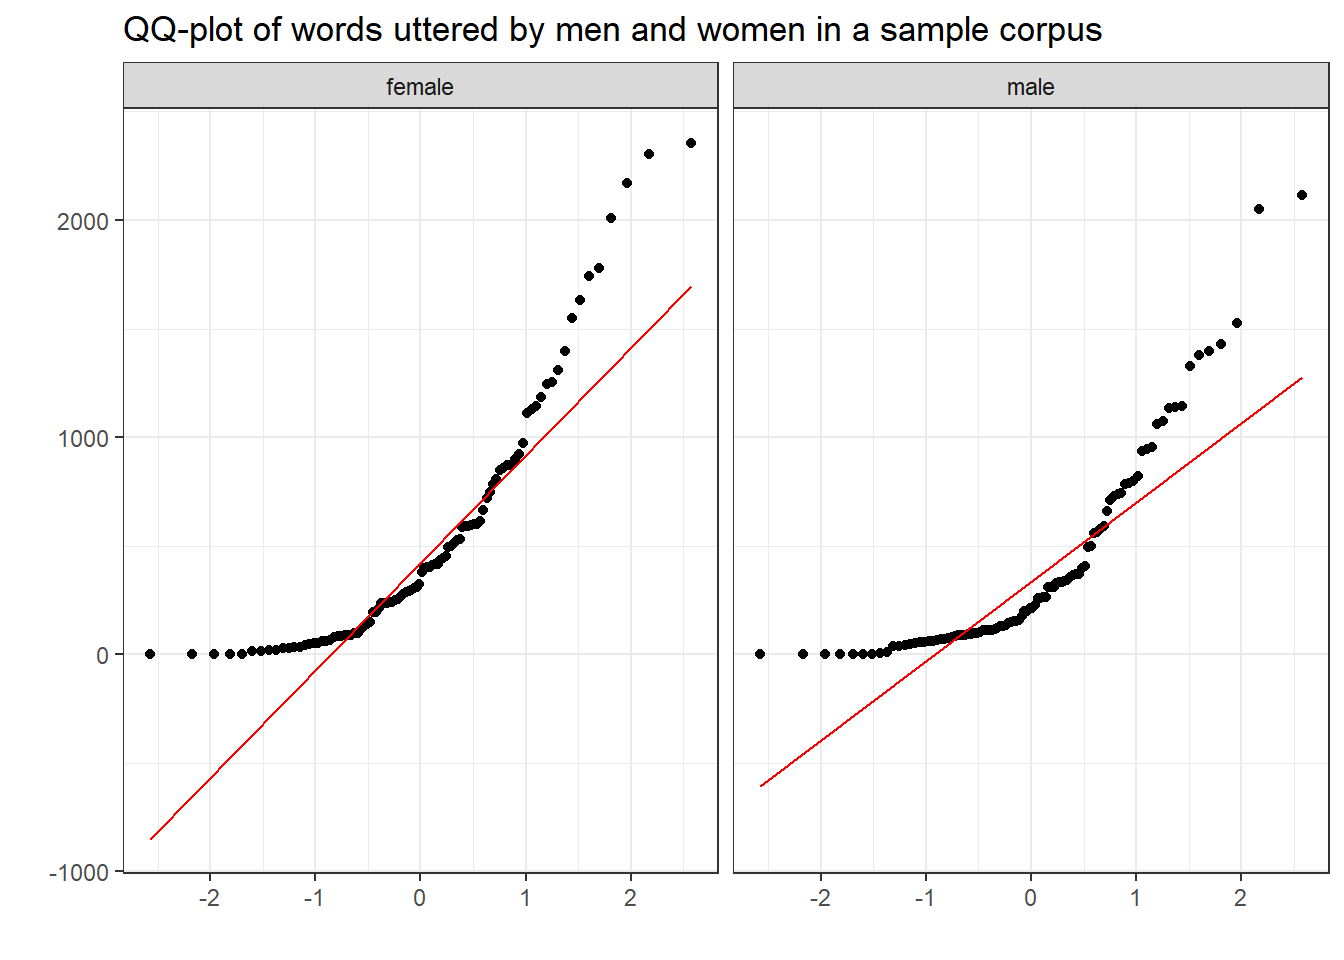 QQ-plot of words uttered by men and women in a sample corpus
female
male
2000
1000
0
-1000
-2 -1 0 1 2
-2 -1 0 1 2